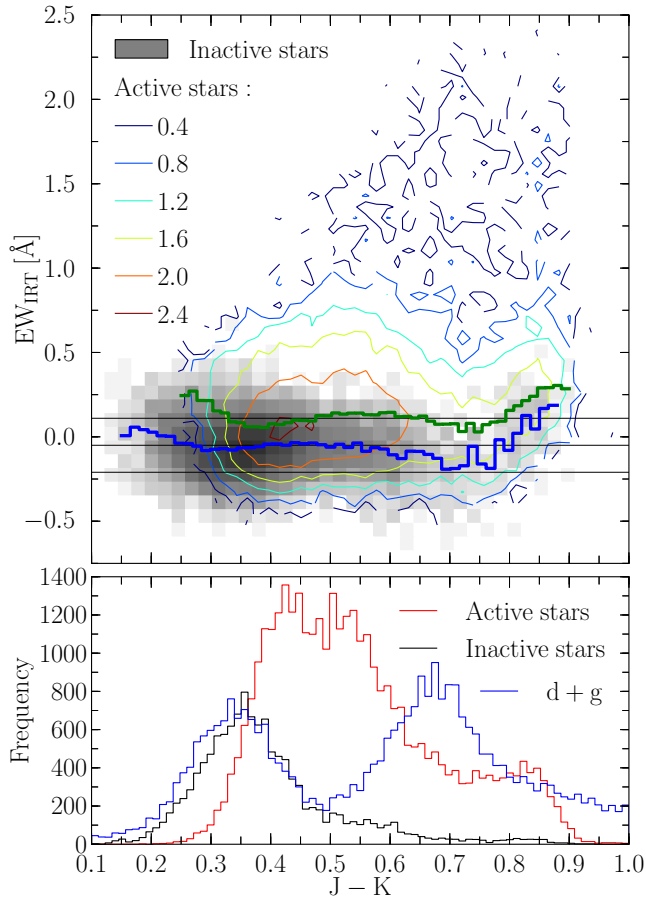 2.5
2.0
1.5
1.0
0.5
0.0
−0.5
EW_IRT [Å]
Inactive stars
Active stars :
0.4
0.8
1.2
1.6
2.0
2.4
1400
1200
1000
800
600
400
200
0
Frequency
Active stars
Inactive stars
d + g
0.1 0.2 0.3 0.4 0.5 0.6 0.7 0.8 0.9 1.0
J − K